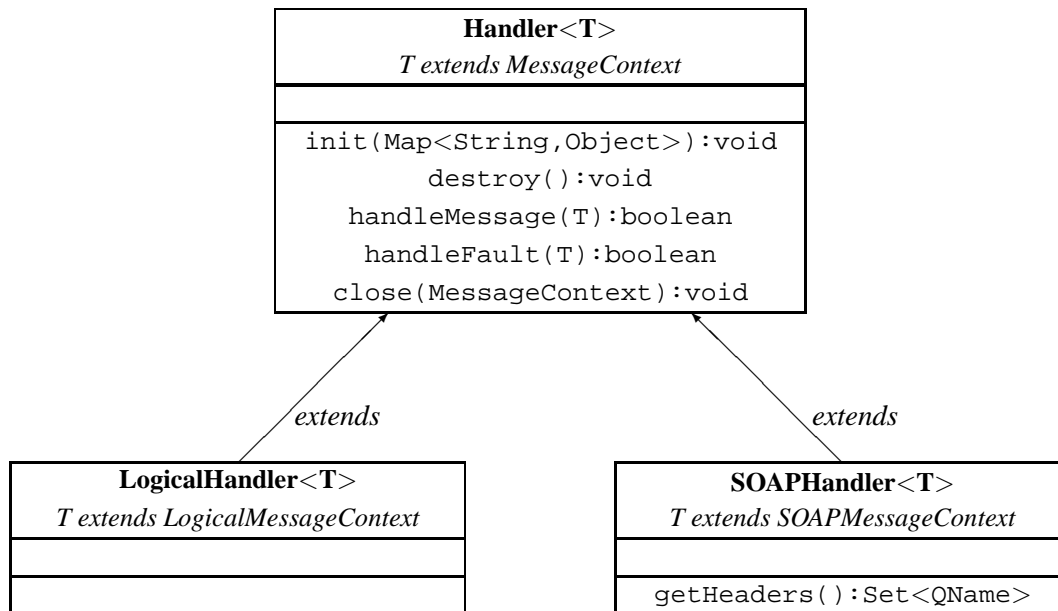 Handler<T>
T extends MessageContext
init(Map<String,Object>):void
destroy():void
handleMessage(T):boolean
handleFault(T):boolean
close(MessageContext):void
extends
extends
LogicalHandler<T>
T extends LogicalMessageContext
SOAPHandler<T>
T extends SOAPMessageContext
getHeaders():Set<QName>